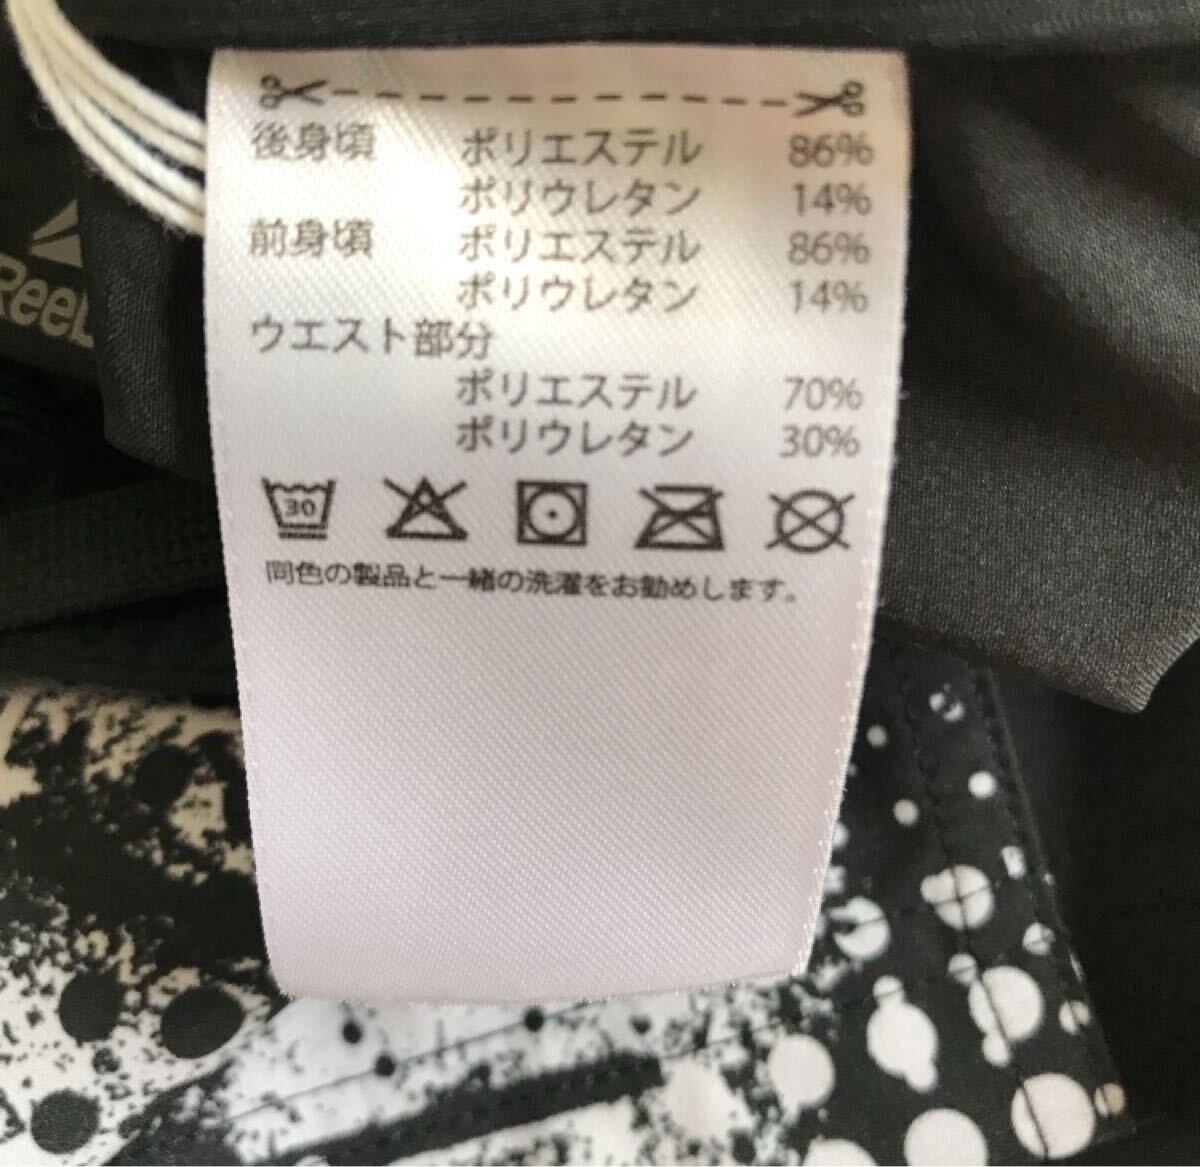 後身頃 ポリエステル 86%
ポリウレタン 14%
前身頃 ポリエステル 86%
ポリウレタン 14%
ウエスト部分
ポリエステル 70%
ポリウレタン 30%
30
同色の製品と一緒の洗濯をお勧めします。
Reeb